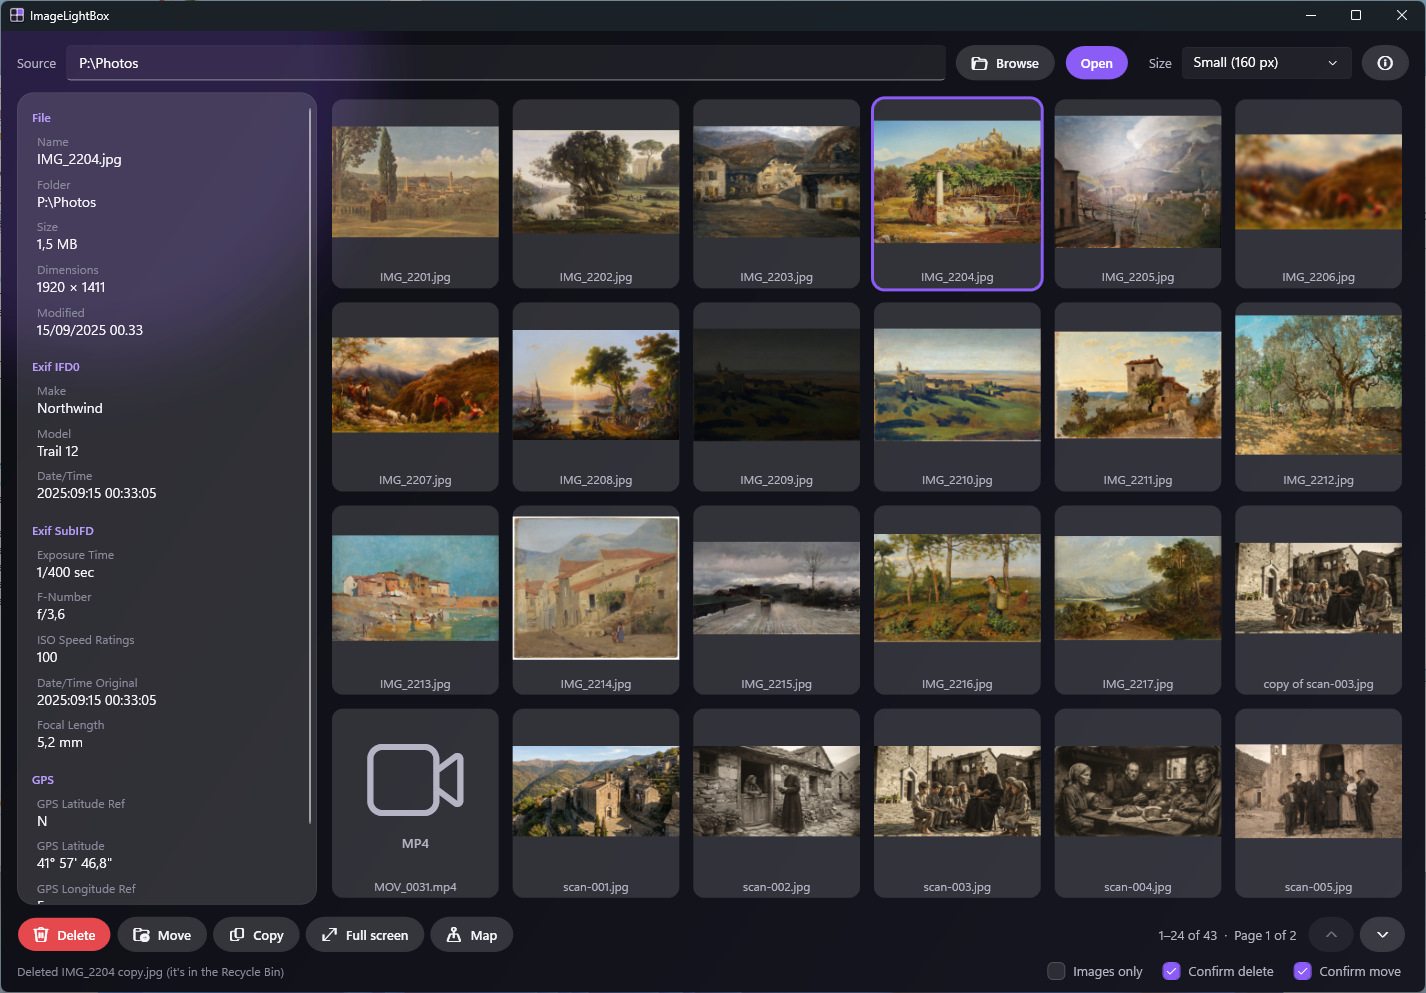 ImageLightBox
Source
P:\Photos
Browse
Open
Size
Small (160 px)
File
Name
IMG_2204.jpg
Folder
P:\Photos
Size
1,5 MB
Dimensions
1920 × 1411
Modified
15/09/2025 00.33
Exif IFD0
Make
Northwind
Model
Trail 12
Date/Time
2025:09:15 00:33:05
Exif SubIFD
Exposure Time
1/400 sec
F-Number
f/3,6
ISO Speed Ratings
100
Date/Time Original
2025:09:15 00:33:05
Focal Length
5,2 mm
GPS
GPS Latitude Ref
N
GPS Latitude
41° 57' 46,8"
GPS Longitude Ref
IMG_2201.jpg
IMG_2202.jpg
IMG_2203.jpg
IMG_2204.jpg
IMG_2205.jpg
IMG_2206.jpg
IMG_2207.jpg
IMG_2208.jpg
IMG_2209.jpg
IMG_2210.jpg
IMG_2211.jpg
IMG_2212.jpg
IMG_2213.jpg
IMG_2214.jpg
IMG_2215.jpg
IMG_2216.jpg
IMG_2217.jpg
copy of scan-003.jpg
MP4
MOV_0031.mp4
scan-001.jpg
scan-002.jpg
scan-003.jpg
scan-004.jpg
scan-005.jpg
Delete
Move
Copy
Full screen
Map
1–24 of 43 · Page 1 of 2
Deleted IMG_2204 copy.jpg (it's in the Recycle Bin)
Images only
Confirm delete
Confirm move